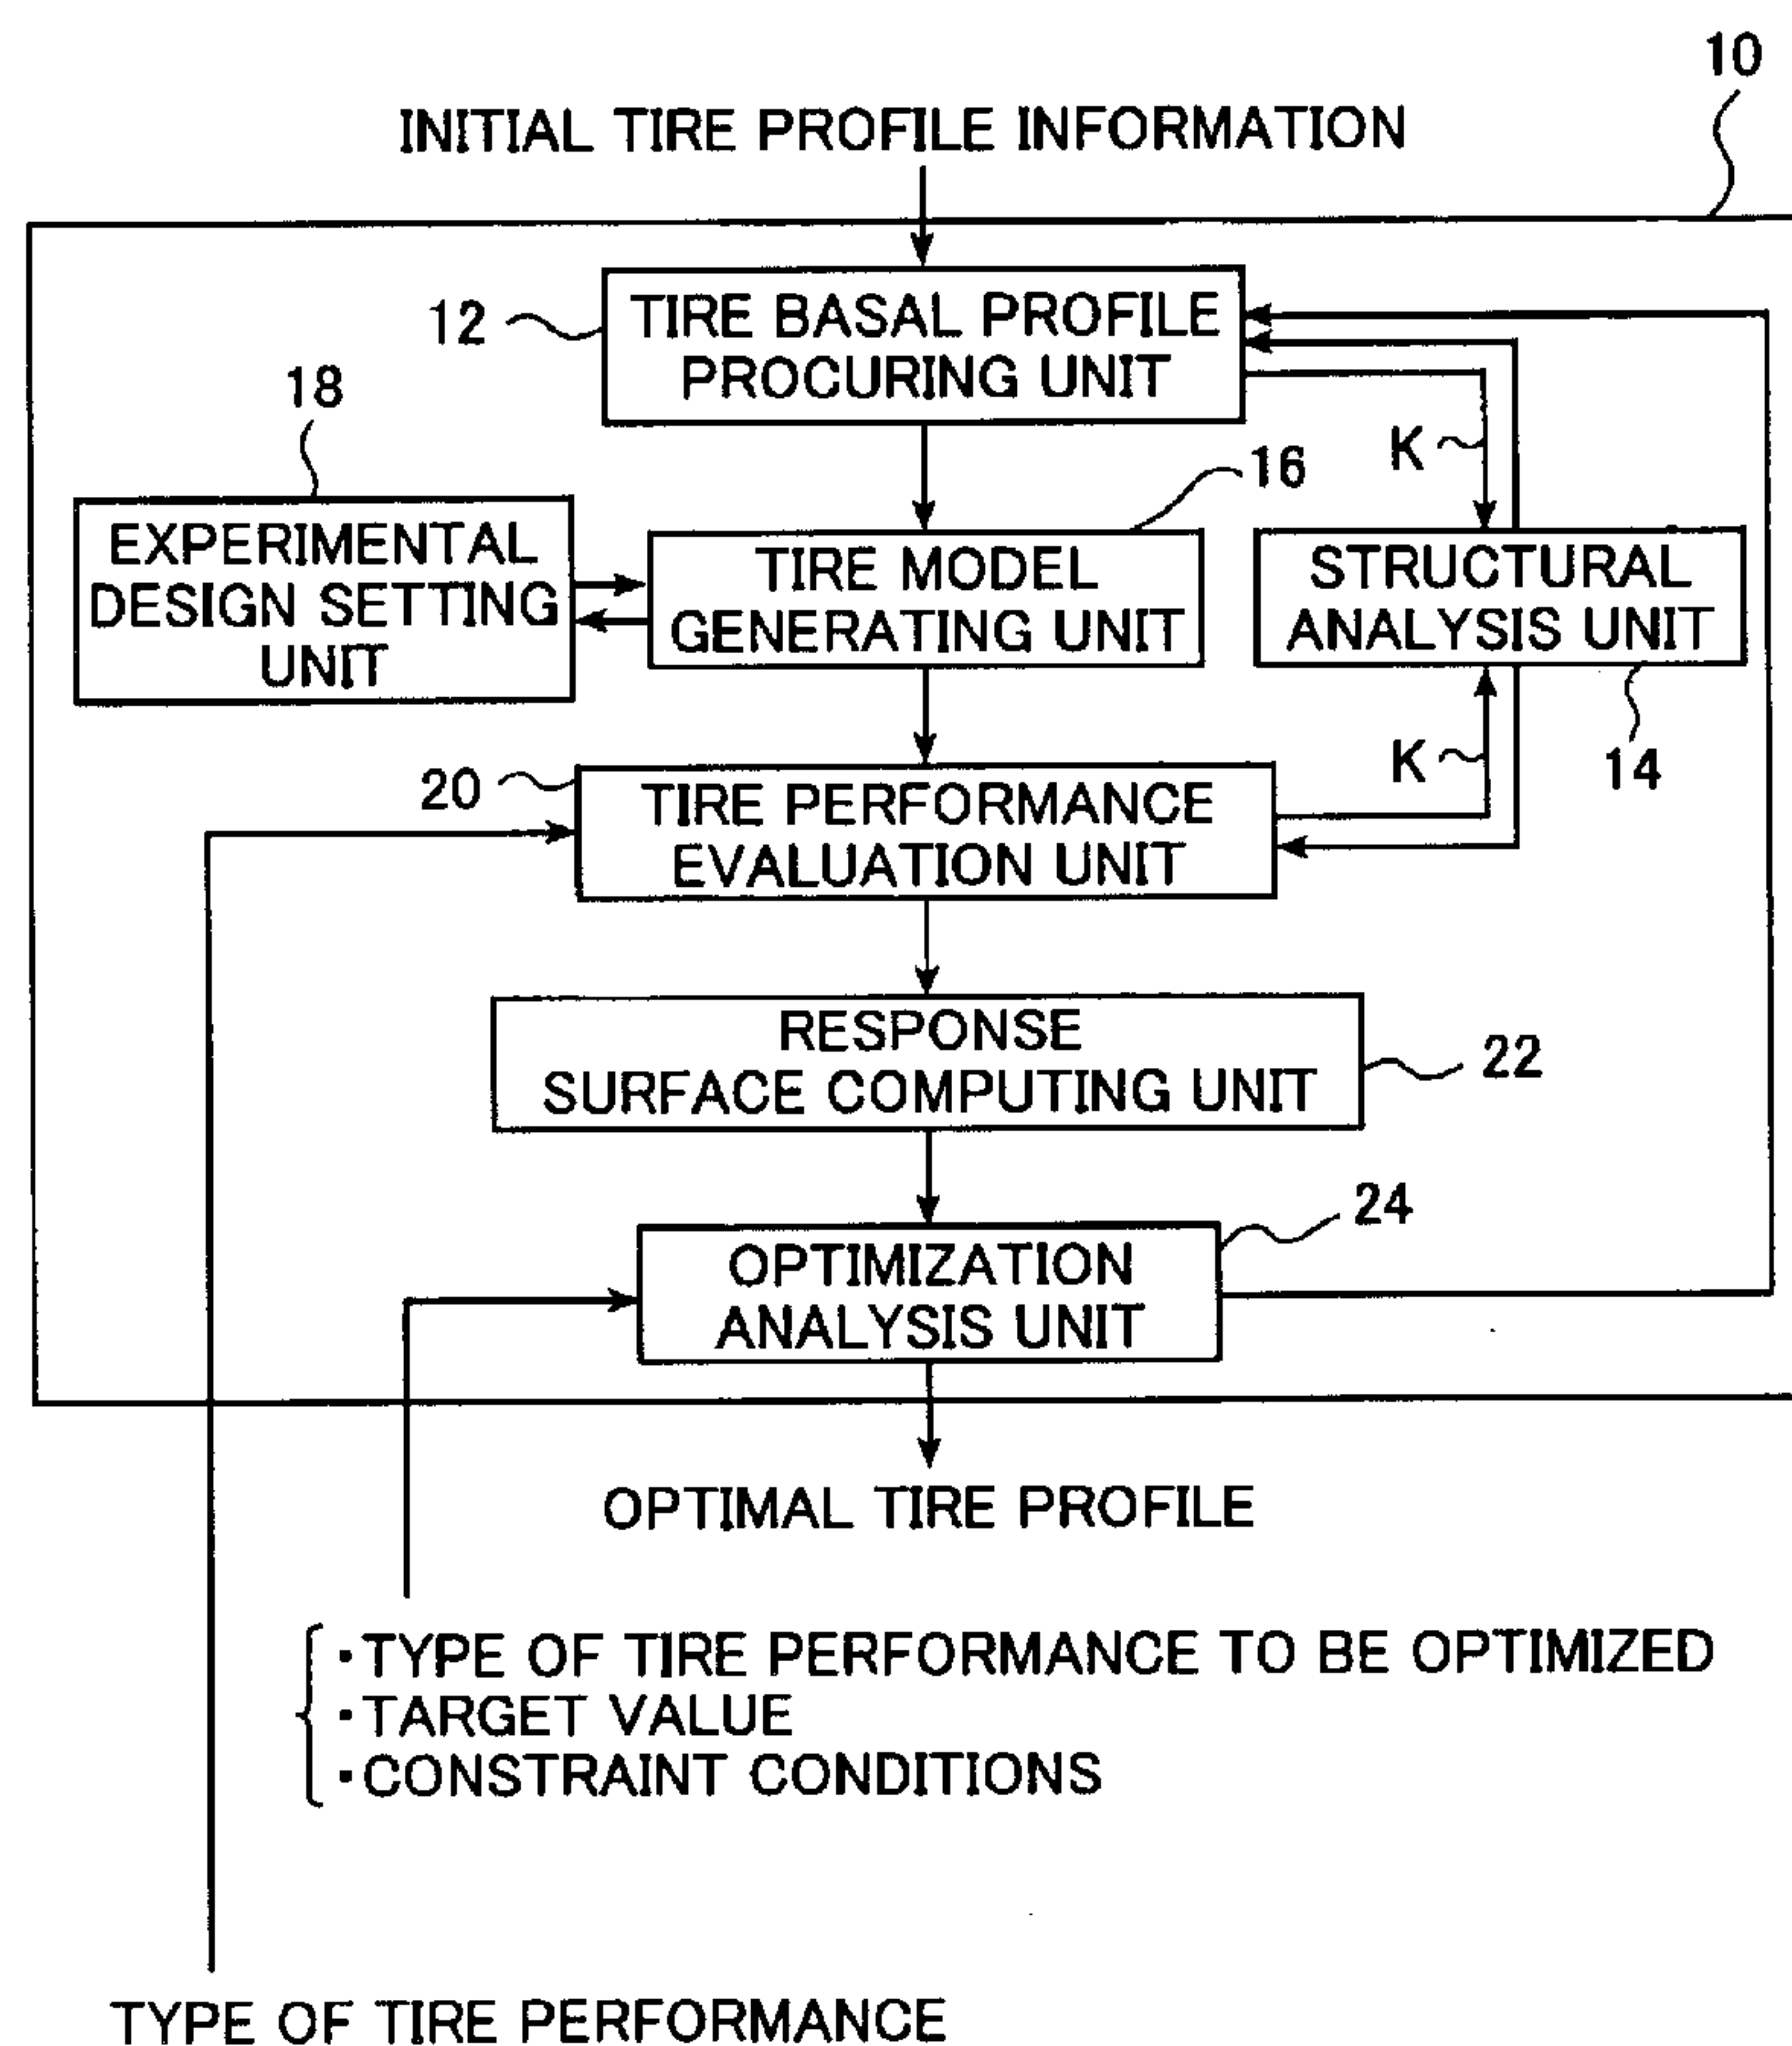 10
INITIAL TIRE PROFILE INFORMATION
12
TIRE BASAL PROFILE
PROCURING UNIT
18
K
16
EXPERIMENTAL
DESIGN SETTING
UNIT
TIRE MODEL
GENERATING UNIT
STRUCTURAL
ANALYSIS UNIT
14
K
20
TIRE PERFORMANCE
EVALUATION UNIT
RESPONSE
SURFACE COMPUTING UNIT
22
24
OPTIMIZATION
ANALYSIS UNIT
OPTIMAL TIRE PROFILE
・TYPE OF TIRE PERFORMANCE TO BE OPTIMIZED
・TARGET VALUE
・CONSTRAINT CONDITIONS
TYPE OF TIRE PERFORMANCE